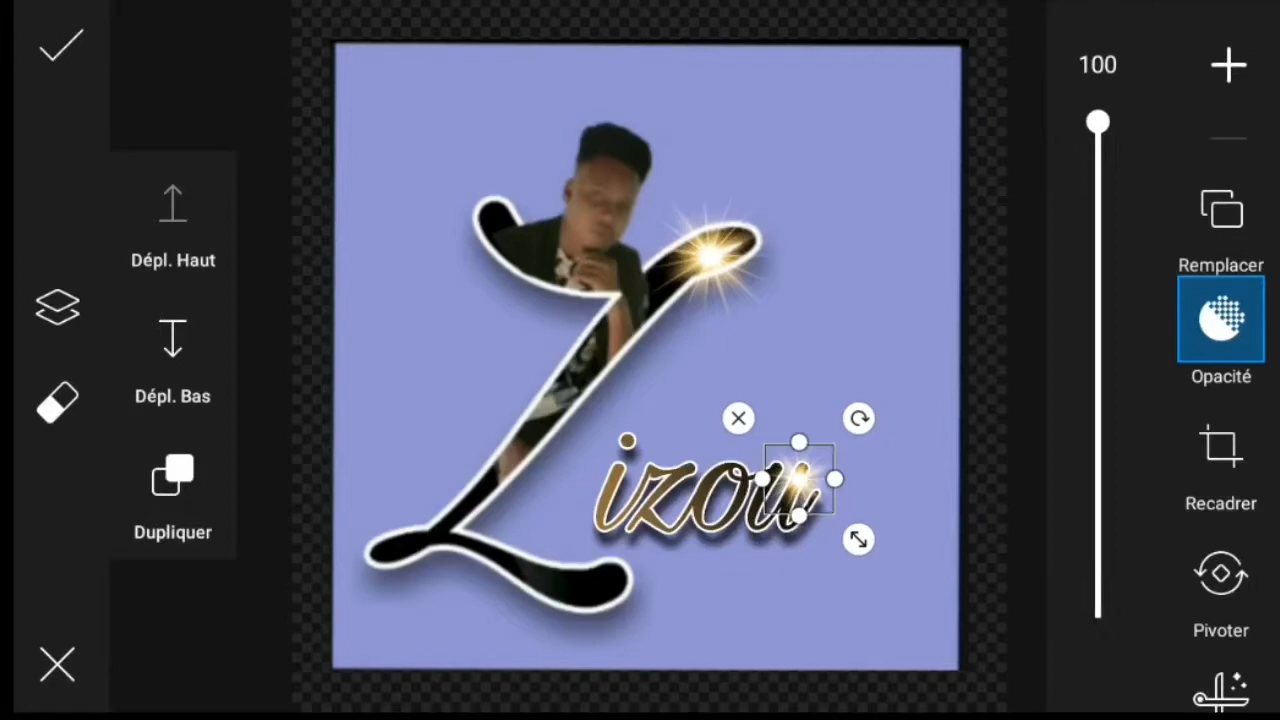 100
Dépl. Haut
Remplacer
Opacité
Dépl. Bas
Recadrer
Dupliquer
Pivoter
Lizou